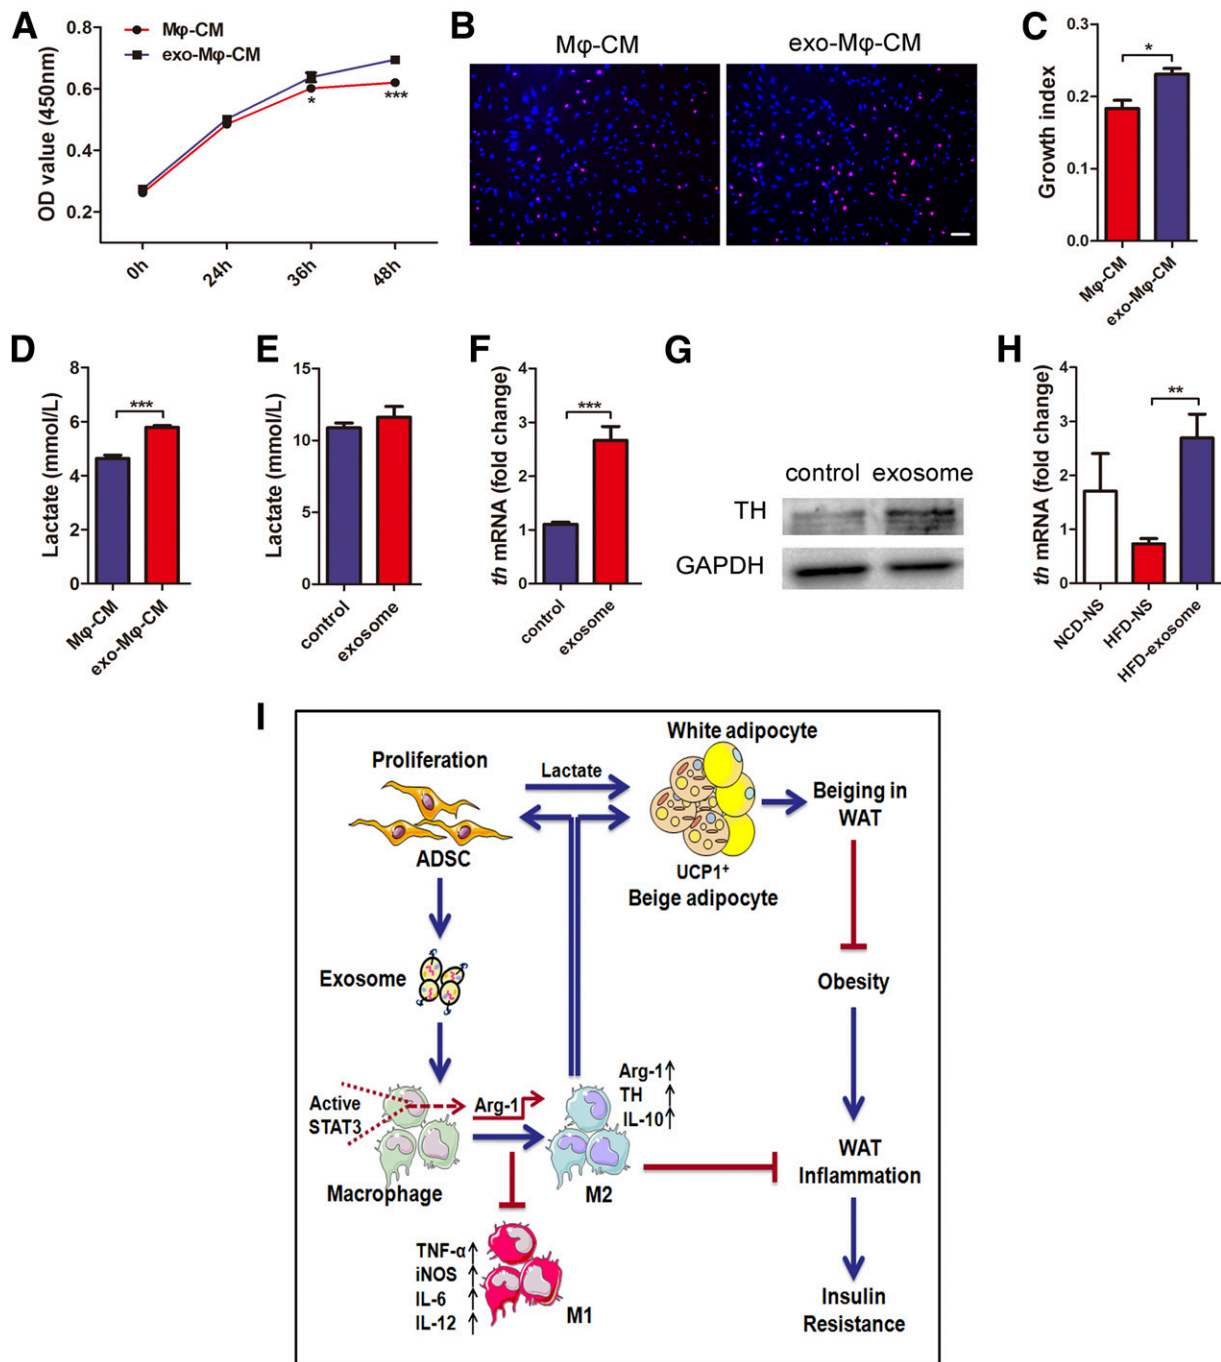 A
Mφ-CM
exo-Mφ-CM
OD value (450nm)
0.8
0.6
0.4
0.2
*
***
0h
24h
36h
48h
B
Mφ-CM
exo-Mφ-CM
C
Growth index
0.3
0.2
0.1
0.0
*
Mφ-CM
exo-Mφ-CM
D
Lactate (mmol/L)
8
6
4
2
0
***
Mφ-CM
exo-Mφ-CM
E
Lactate (mmol/L)
15
10
5
0
control
exosome
F
th mRNA (fold change)
4
3
2
1
0
***
control
exosome
G
control exosome
TH
GAPDH
H
th mRNA (fold change)
4
3
2
1
0
**
NCD-NS
HFD-NS
HFD-exosome
I
Proliferation
ADSC
Lactate
White adipocyte
UCP1⁺
Beige adipocyte
Beiging in
WAT
Exosome
Obesity
Active
STAT3
Macrophage
Arg-1
Arg-1↑
TH ↑
IL-10↑
M2
WAT
Inflammation
TNF-α↑
iNOS ↑
IL-6 ↑
IL-12 ↑
M1
Insulin
Resistance